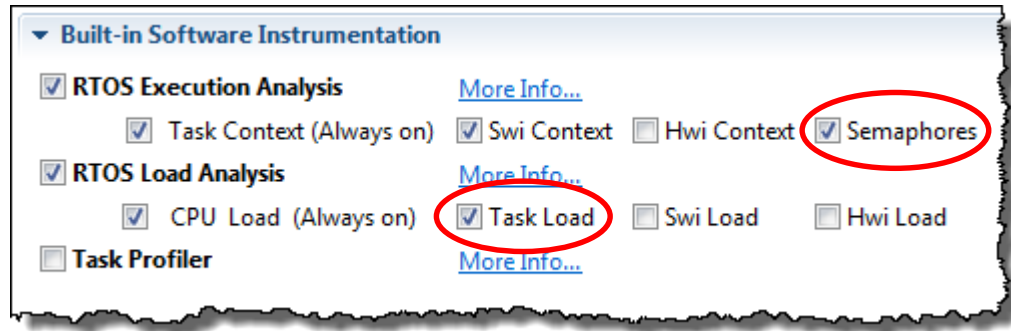 Built-in Software Instrumentation
RTOS Execution Analysis More Info...
Task Context (Always on) Swi Context Hwi Context Semaphores
RTOS Load Analysis More Info...
CPU Load (Always on) Task Load Swi Load Hwi Load
Task Profiler More Info...